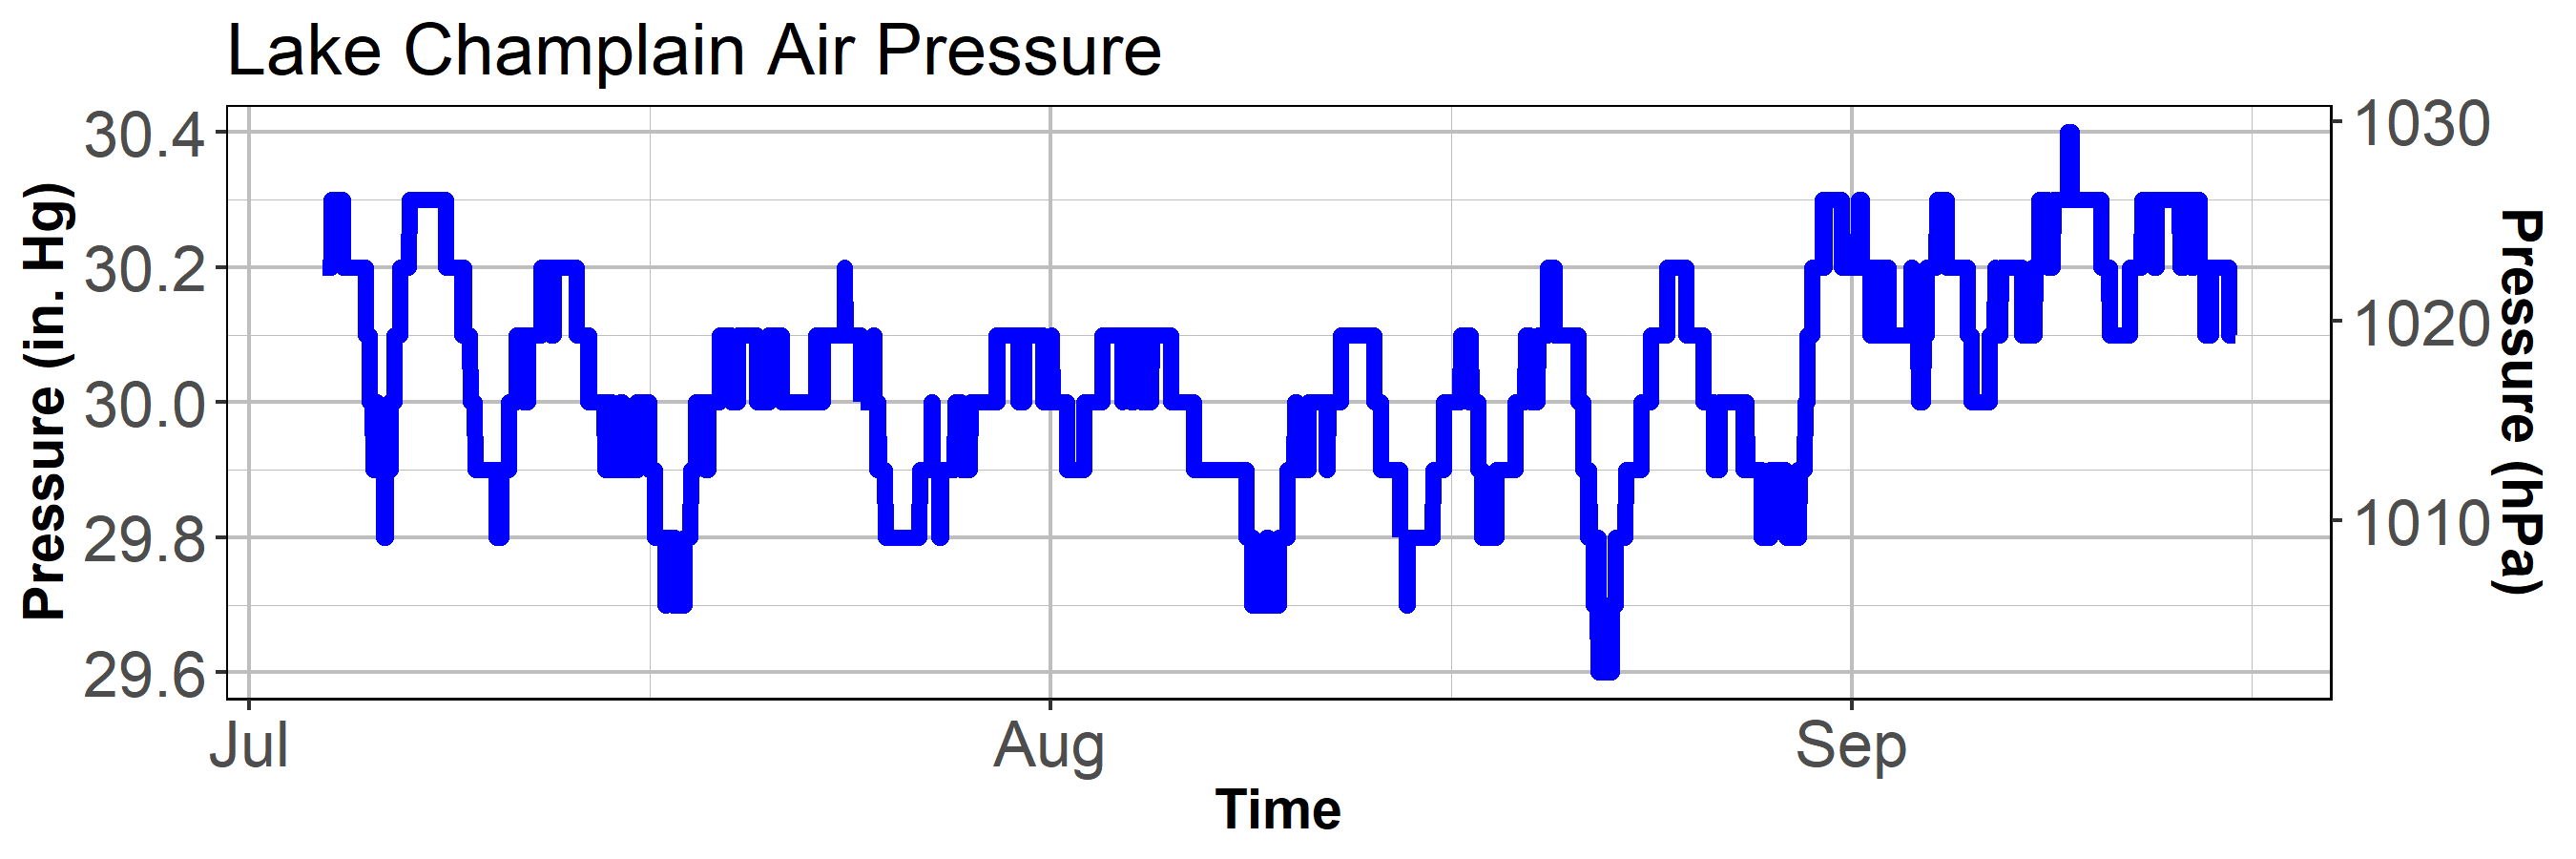 Lake Champlain Air Pressure
Pressure (in. Hg)
30.4
30.2
30.0
29.8
29.6
1030
1020
1010
Pressure (hPa)
Jul Aug Sep
Time